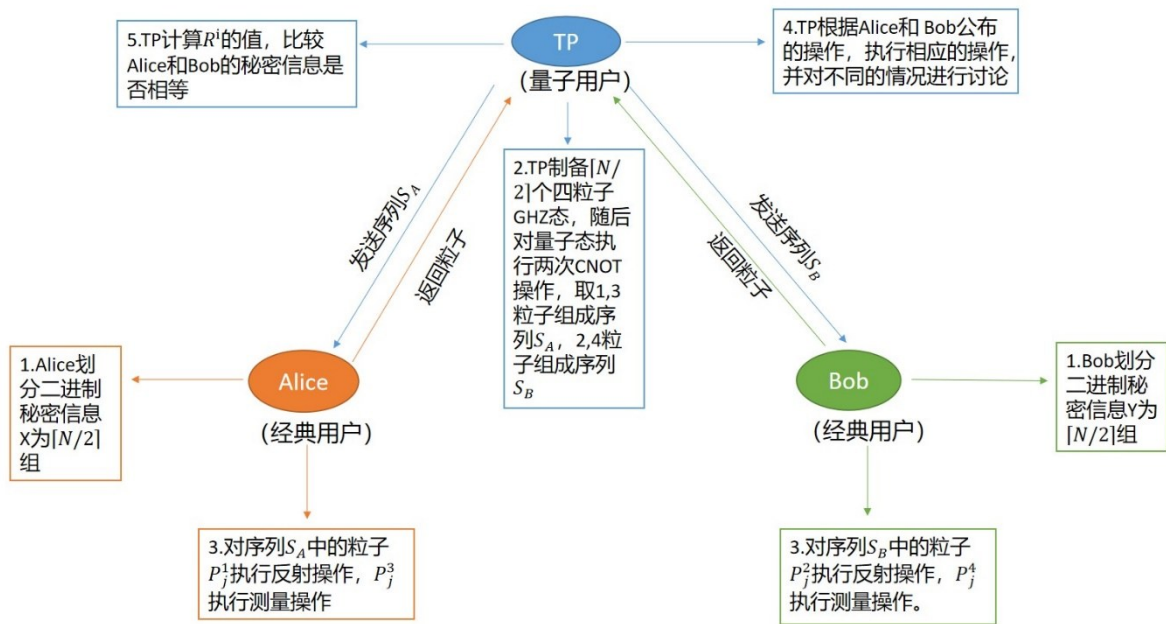 5.TP计算Rⁱ的值，比较
Alice和Bob的秘密信息是
否相等
TP
(量子用户)
4.TP根据Alice和 Bob公布
的操作，执行相应的操作，
并对不同的情况进行讨论
2.TP制备⌈N/
2⌉个四粒子
GHZ态，随后
对量子态执
行两次CNOT
操作，取1,3
粒子组成序
列S_A，2,4粒
子组成序列
S_B
发送序列S_A
返回粒子
发送序列S_B
返回粒子
1.Alice划
分二进制
秘密信息
X为⌈N/2⌉
组
Alice
(经典用户)
Bob
(经典用户)
1.Bob划分
二进制秘
密信息Y为
⌈N/2⌉组
3.对序列S_A中的粒子
P_j^1执行反射操作，P_j^3
执行测量操作
3.对序列S_B中的粒子
P_j^2执行反射操作，P_j^4
执行测量操作。